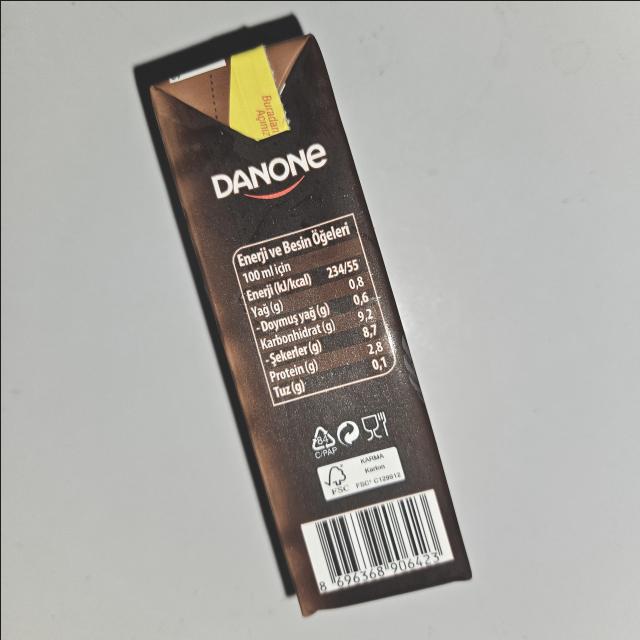 Buradan
Açınız
DANONE
Enerji ve Besin Öğeleri
100 ml için
Enerji (kJ/kcal) 234/55
Yağ (g) 0,8
- Doymuş yağ (g) 0,6
Karbonhidrat (g) 9,2
- Şekerler (g) 8,7
Protein (g) 2,8
Tuz (g) 0,1
84
C/PAP
FSC
KARMA
Karton
FSC® C129912
8 696368 906423